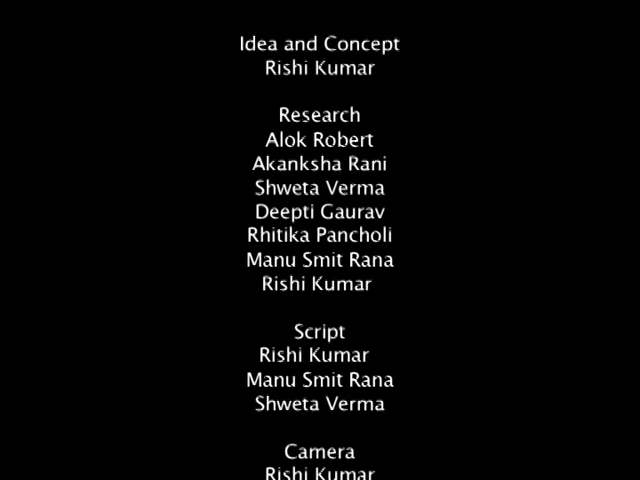 Idea and Concept
Rishi Kumar
Research
Alok Robert
Akanksha Rani
Shweta Verma
Deepti Gaurav
Rhitika Pancholi
Manu Smit Rana
Rishi Kumar
Script
Rishi Kumar
Manu Smit Rana
Shweta Verma
Camera
Rishi Kumar